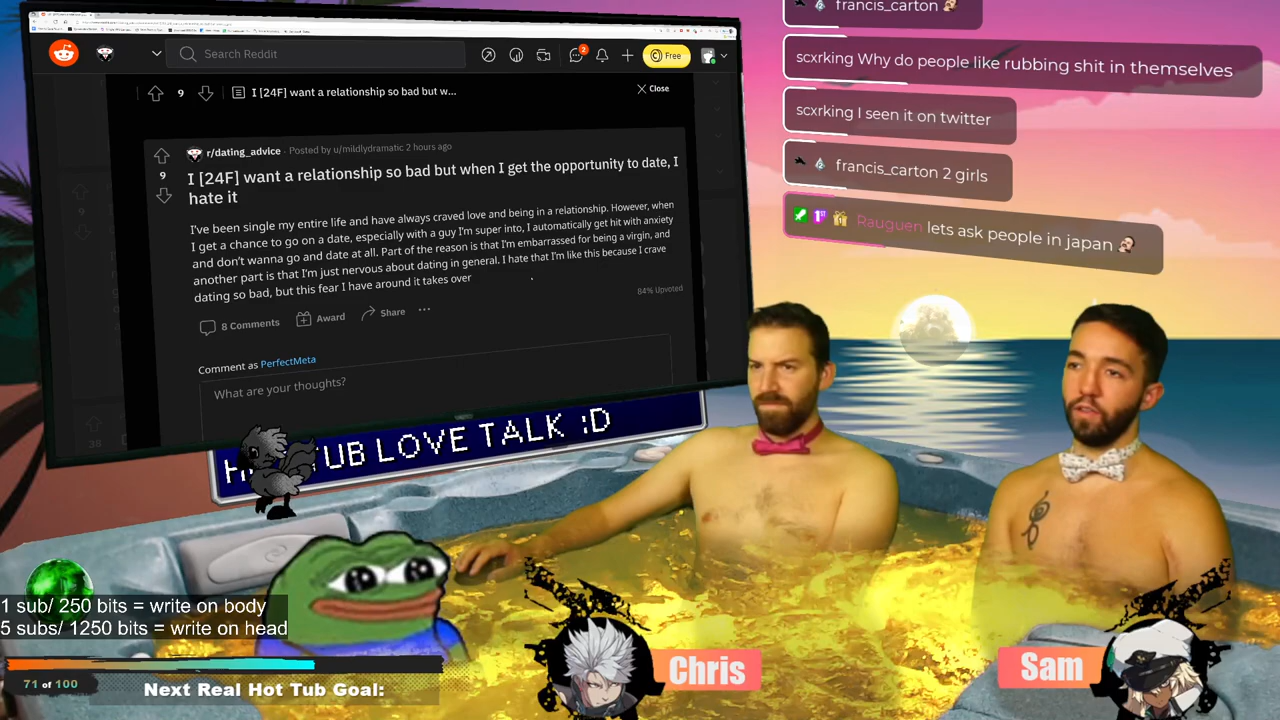 Search Reddit
2
Free
9
I [24F] want a relationship so bad but w...
Close
r/dating_advice · Posted by u/mildlydramatic 2 hours ago
9
I [24F] want a relationship so bad but when I get the opportunity to date, I
hate it
I've been single my entire life and have always craved love and being in a relationship. However, when
I get a chance to go on a date, especially with a guy I'm super into, I automatically get hit with anxiety
and don't wanna go and date at all. Part of the reason is that I'm embarrassed for being a virgin, and
another part is that I'm just nervous about dating in general. I hate that I'm like this because I crave
dating so bad, but this fear I have around it takes over
84% Upvoted
8 Comments
Award
Share
Comment as PerfectMeta
What are your thoughts?
38
UB LOVE TALK :D
francis_carton
scxrking Why do people like rubbing shit in themselves
scxrking I seen it on twitter
francis_carton 2 girls
Rauguen lets ask people in japan
1 sub/ 250 bits = write on body
5 subs/ 1250 bits = write on head
71 of 100
Next Real Hot Tub Goal:
Chris
Sam